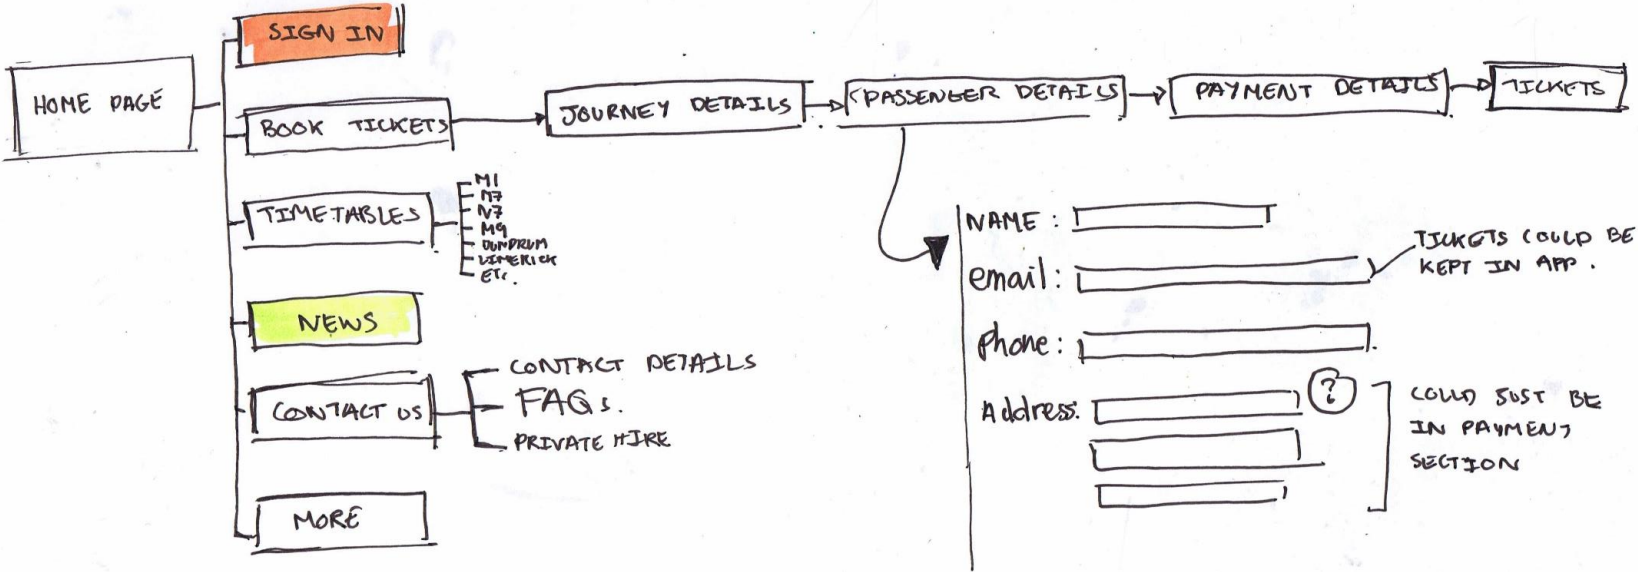 SIGN IN
HOME PAGE
BOOK TICKETS
JOURNEY DETAILS
PASSENGER DETAILS
PAYMENT DETAILS
TICKETS
TIMETABLES
M1
M7
N7
M9
DUNDRUM
LIMERICK
ETC.
NEWS
CONTACT US
CONTACT DETAILS
FAQs.
PRIVATE HIRE
MORE
NAME:
email:
TICKETS COULD BE
KEPT IN APP.
Phone:
Address:
?
COULD JUST BE
IN PAYMENT
SECTION